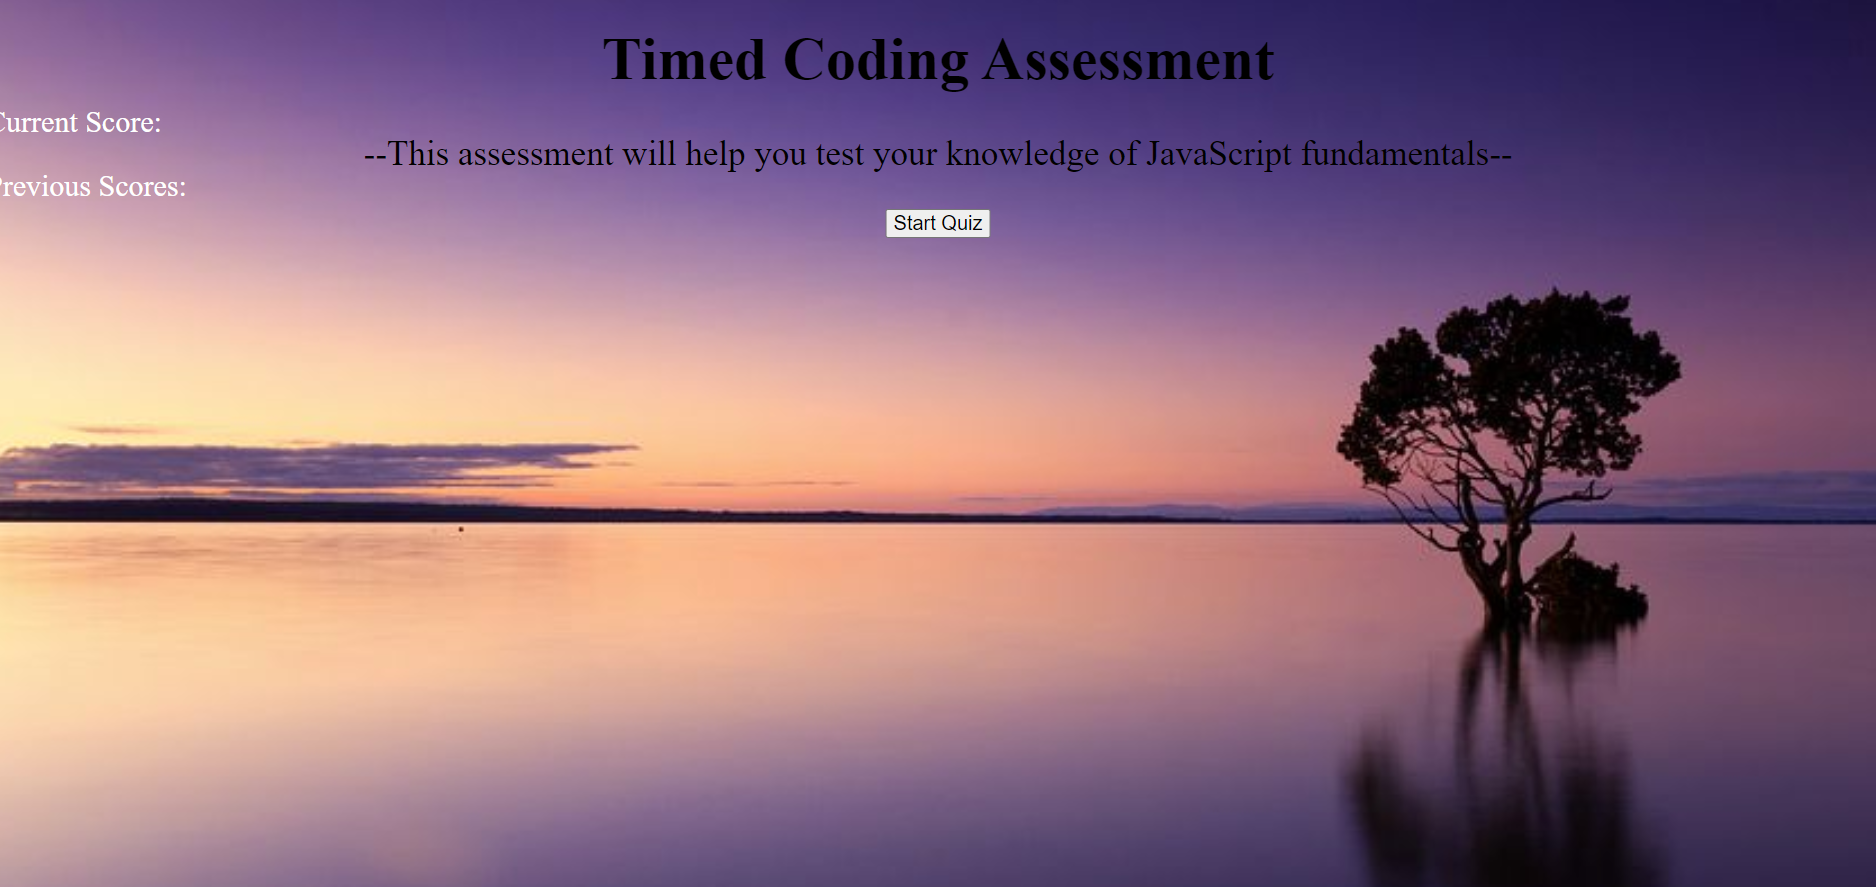 Timed Coding Assessment
Current Score:
--This assessment will help you test your knowledge of JavaScript fundamentals--
Previous Scores:
Start Quiz